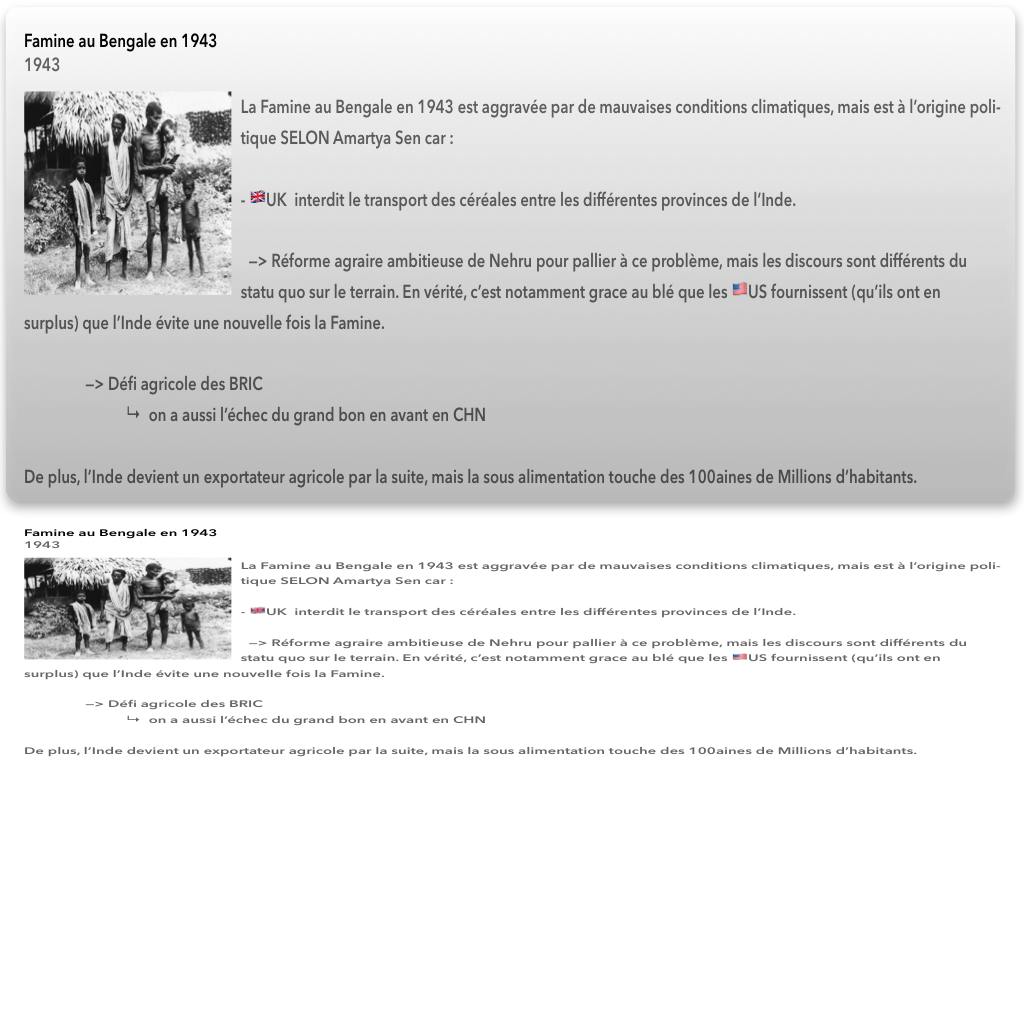 Famine au Bengale en 1943
1943
La Famine au Bengale en 1943 est aggravée par de mauvaises conditions climatiques, mais est à l’origine poli-
tique SELON Amartya Sen car :
- 🇬🇧UK  interdit le transport des céréales entre les différentes provinces de l’Inde.
—> Réforme agraire ambitieuse de Nehru pour pallier à ce problème, mais les discours sont différents du
statu quo sur le terrain. En vérité, c’est notamment grace au blé que les 🇺🇸US fournissent (qu’ils ont en
surplus) que l’Inde évite une nouvelle fois la Famine.
—> Défi agricole des BRIC
↳ on a aussi l’échec du grand bon en avant en CHN
De plus, l’Inde devient un exportateur agricole par la suite, mais la sous alimentation touche des 100aines de Millions d’habitants.
Famine au Bengale en 1943
1943
La Famine au Bengale en 1943 est aggravée par de mauvaises conditions climatiques, mais est à l’origine poli-
tique SELON Amartya Sen car :
- 🇬🇧UK  interdit le transport des céréales entre les différentes provinces de l’Inde.
—> Réforme agraire ambitieuse de Nehru pour pallier à ce problème, mais les discours sont différents du
statu quo sur le terrain. En vérité, c’est notamment grace au blé que les 🇺🇸US fournissent (qu’ils ont en
surplus) que l’Inde évite une nouvelle fois la Famine.
—> Défi agricole des BRIC
↳ on a aussi l’échec du grand bon en avant en CHN
De plus, l’Inde devient un exportateur agricole par la suite, mais la sous alimentation touche des 100aines de Millions d’habitants.